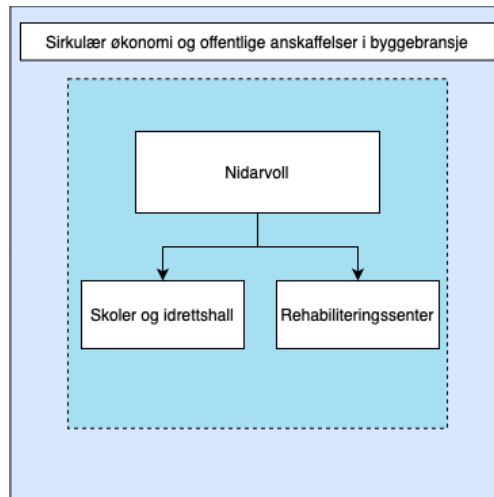 Sirkulær økonomi og offentlige anskaffelser i byggebransje
Nidarvoll
Skoler og idrettshall
Rehabiliteringssenter